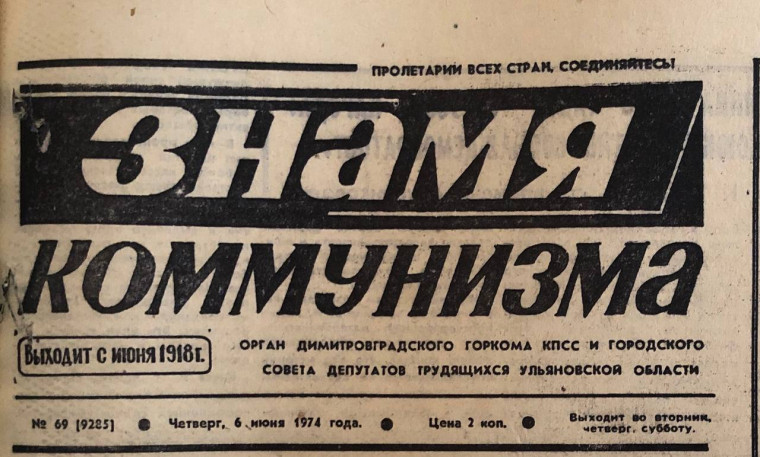 ПРОЛЕТАРИИ ВСЕХ СТРАН, СОЕДИНЯЙТЕСЬ!
ЗНАМЯ
КОММУНИЗМА
ВЫХОДИТ С ИЮНЯ 1918 г.
ОРГАН ДИМИТРОВГРАДСКОГО ГОРКОМА КПСС И ГОРОДСКОГО
СОВЕТА ДЕПУТАТОВ ТРУДЯЩИХСЯ УЛЬЯНОВСКОЙ ОБЛАСТИ
№ 69 (9285) ● Четверг, 6 июня 1974 года. ● Цена 2 коп. ● Выходит во вторник,
четверг, субботу.